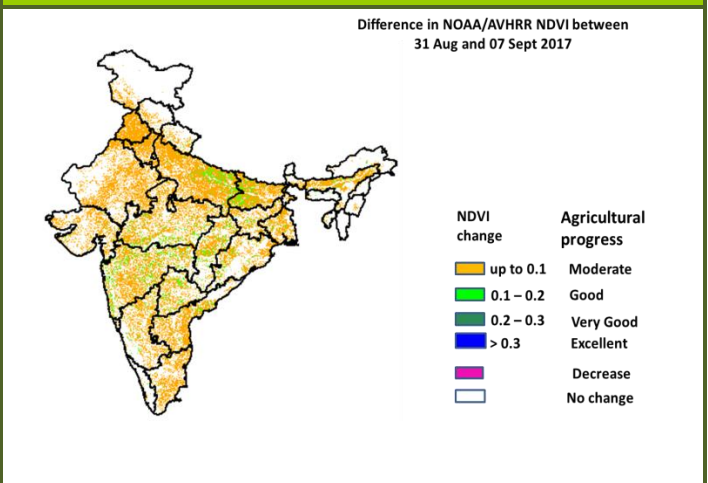 Difference in NOAA/AVHRR NDVI between
31 Aug and 07 Sept 2017
NDVI change
Agricultural progress
up to 0.1 Moderate
0.1 – 0.2 Good
0.2 – 0.3 Very Good
> 0.3 Excellent
Decrease
No change